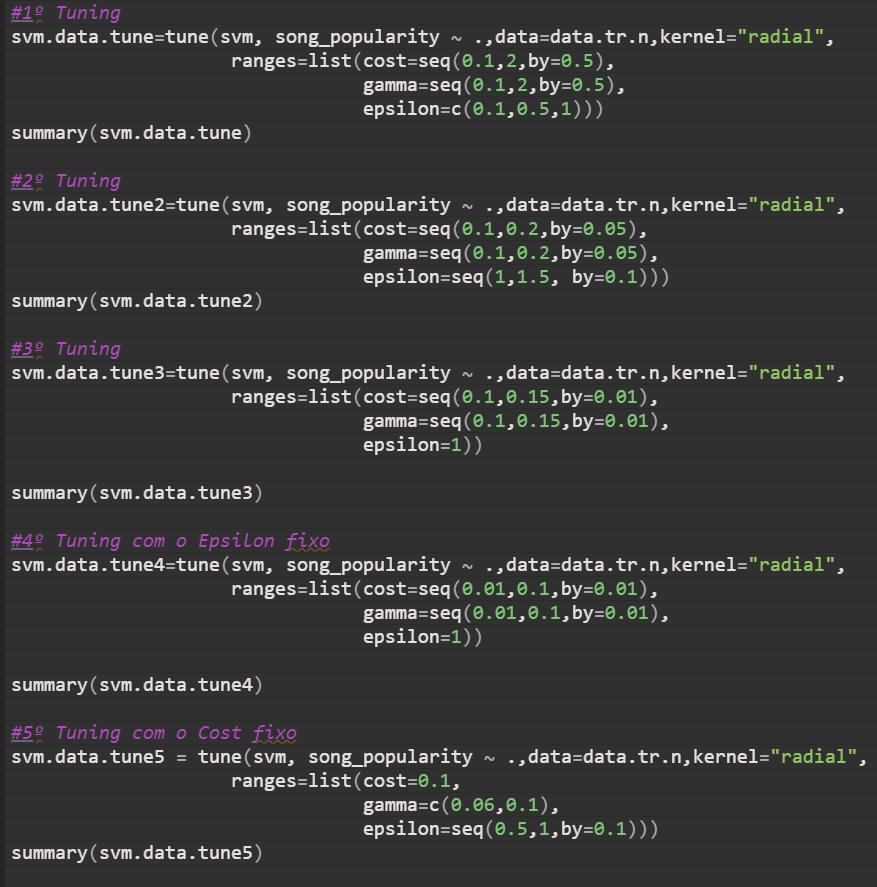 #1º Tuning
svm.data.tune=tune(svm, song_popularity ~ .,data=data.tr.n,kernel="radial",
                    ranges=list(cost=seq(0.1,2,by=0.5),
                                gamma=seq(0.1,2,by=0.5),
                                epsilon=c(0.1,0.5,1)))
summary(svm.data.tune)

#2º Tuning
svm.data.tune2=tune(svm, song_popularity ~ .,data=data.tr.n,kernel="radial",
                    ranges=list(cost=seq(0.1,0.2,by=0.05),
                                gamma=seq(0.1,0.2,by=0.05),
                                epsilon=seq(1,1.5, by=0.1)))
summary(svm.data.tune2)

#3º Tuning
svm.data.tune3=tune(svm, song_popularity ~ .,data=data.tr.n,kernel="radial",
                    ranges=list(cost=seq(0.1,0.15,by=0.01),
                                gamma=seq(0.1,0.15,by=0.01),
                                epsilon=1))

summary(svm.data.tune3)

#4º Tuning com o Epsilon fixo
svm.data.tune4=tune(svm, song_popularity ~ .,data=data.tr.n,kernel="radial",
                    ranges=list(cost=seq(0.01,0.1,by=0.01),
                                gamma=seq(0.01,0.1,by=0.01),
                                epsilon=1))

summary(svm.data.tune4)

#5º Tuning com o Cost fixo
svm.data.tune5 = tune(svm, song_popularity ~ .,data=data.tr.n,kernel="radial",
                    ranges=list(cost=0.1,
                                gamma=c(0.06,0.1),
                                epsilon=seq(0.5,1,by=0.1)))
summary(svm.data.tune5)